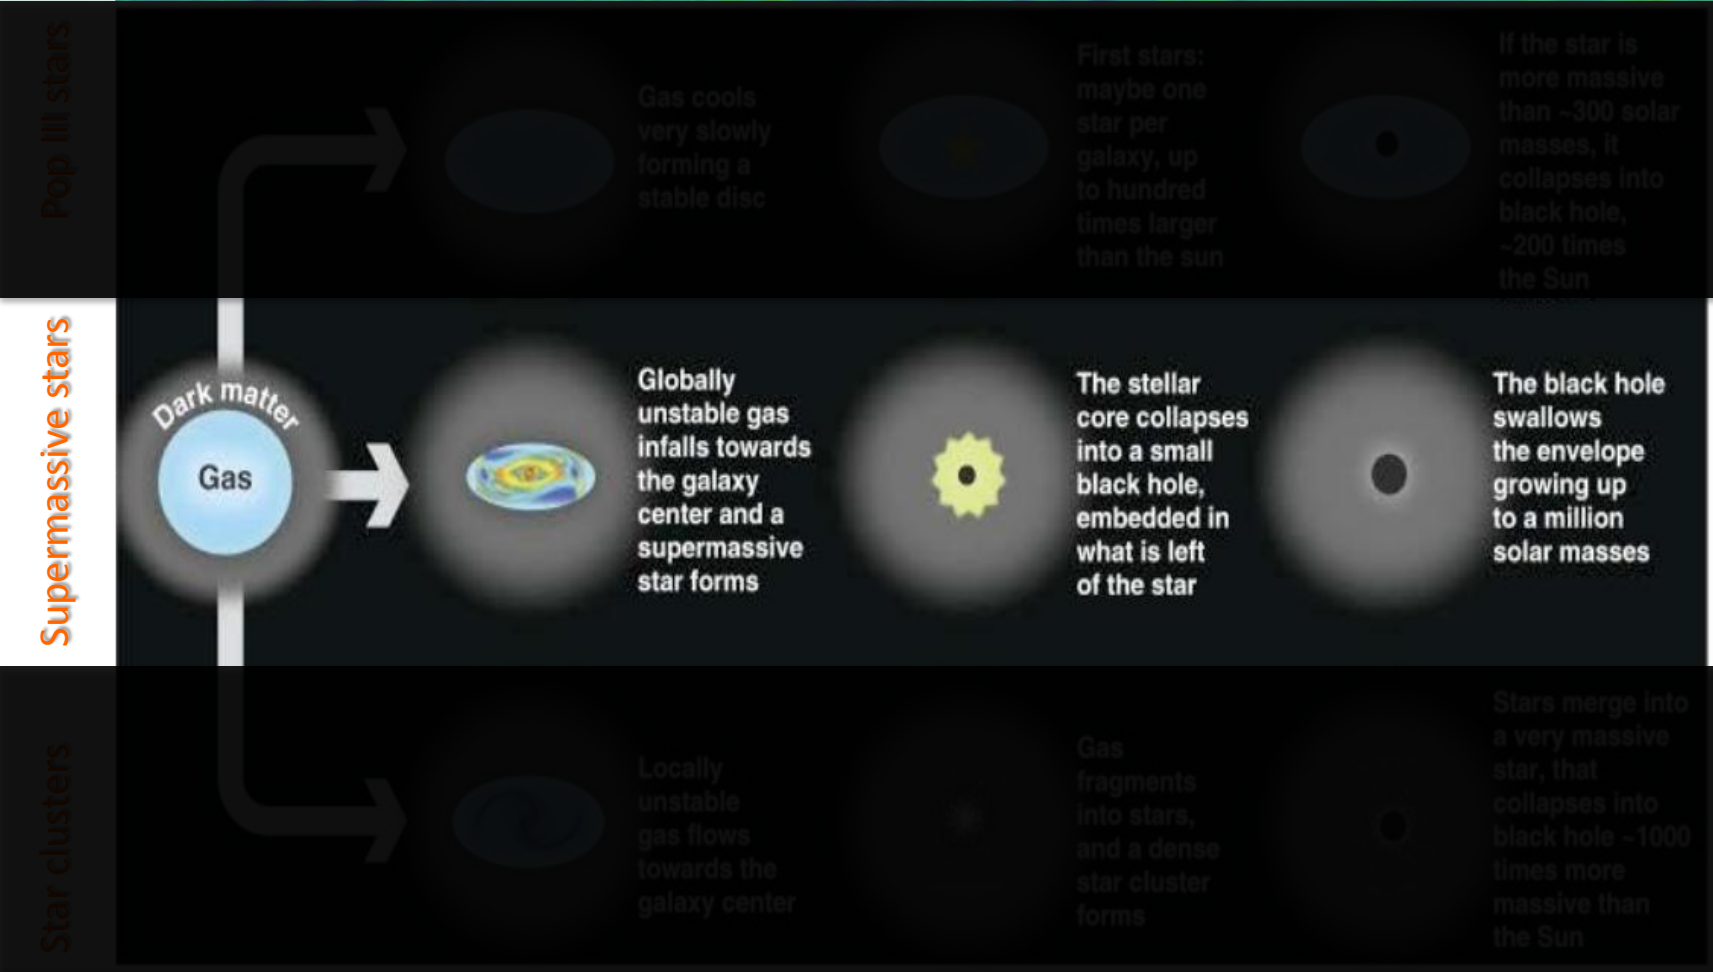 Pop III stars
Gas cools
very slowly
forming a
stable disc
First stars:
maybe one
star per
galaxy, up
to hundred
times larger
than the sun
If the star is
more massive
than ~300 solar
masses, it
collapses into
black hole,
~200 times
the Sun
Supermassive stars
Dark matter
Gas
Globally
unstable gas
infalls towards
the galaxy
center and a
supermassive
star forms
The stellar
core collapses
into a small
black hole,
embedded in
what is left
of the star
The black hole
swallows
the envelope
growing up
to a million
solar masses
Star clusters
Locally
unstable
gas flows
towards the
galaxy center
Gas
fragments
into stars,
and a dense
star cluster
forms
Stars merge into
a very massive
star, that
collapses into
black hole ~1000
times more
massive than
the Sun